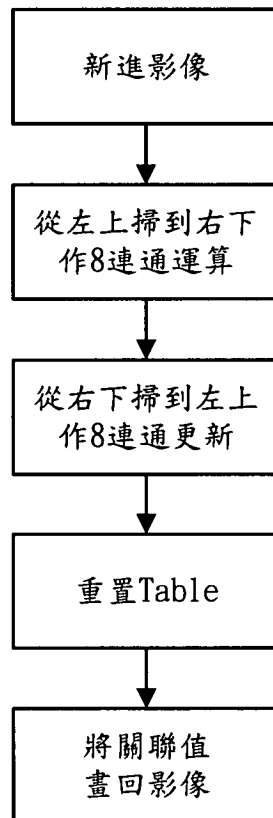 新進影像
從左上掃到右下
作8連通運算
從右下掃到左上
作8連通更新
重置Table
將關聯值
畫回影像